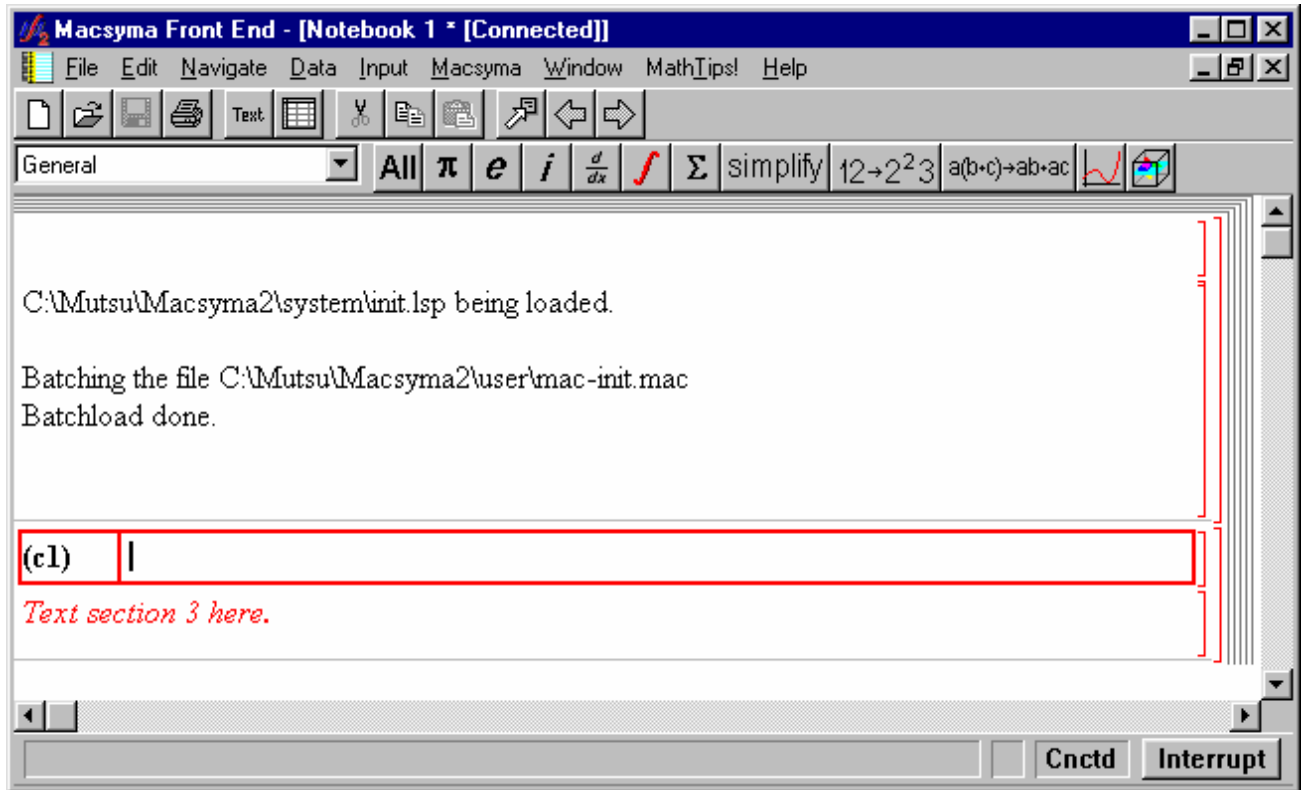 Macsyma Front End - [Notebook 1 * [Connected]]
File Edit Navigate Data Input Macsyma Window MathTips! Help
Text
General All π e i d/dx ∫ Σ simplify 12→2²3 a(b+c)→ab+ac
C:\Mutsu\Macsyma2\system\init.lsp being loaded.
Batching the file C:\Mutsu\Macsyma2\user\mac-init.mac
Batchload done.
(c1)
Text section 3 here.
Cnctd Interrupt